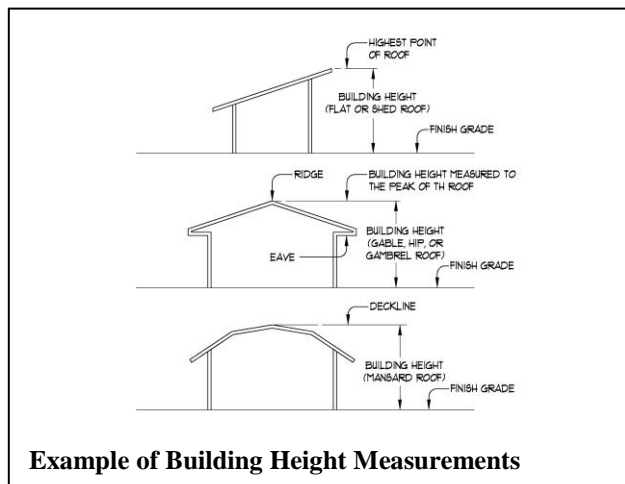 HIGHEST POINT
OF ROOF
BUILDING HEIGHT
(FLAT OR SHED ROOF)
FINISH GRADE
RIDGE
BUILDING HEIGHT MEASURED TO
THE PEAK OF TH ROOF
BUILDING HEIGHT
(GABLE, HIP, OR
GAMBREL ROOF)
EAVE
FINISH GRADE
DECKLINE
BUILDING HEIGHT
(MANSARD ROOF)
FINISH GRADE
Example of Building Height Measurements